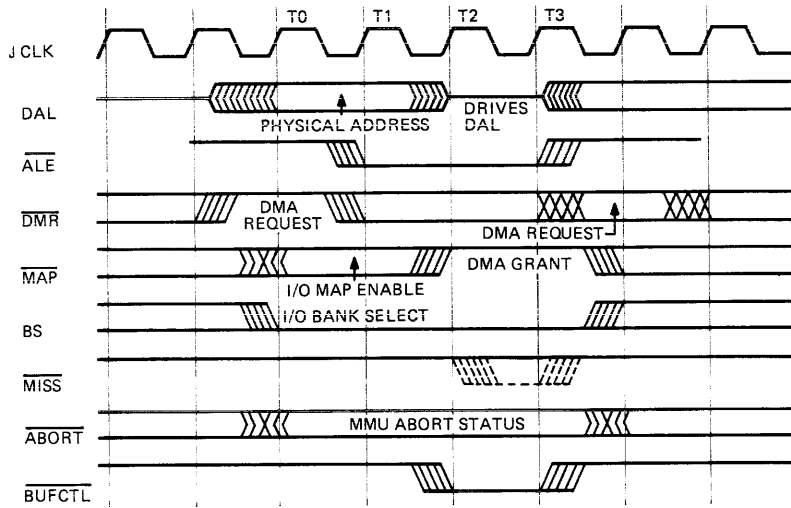 T0 T1 T2 T3
J CLK
DAL
PHYSICAL ADDRESS
DRIVES
DAL
ALE
DMR
DMA
REQUEST
DMA REQUEST
MAP
I/O MAP ENABLE
DMA GRANT
BS
I/O BANK SELECT
MISS
ABORT
MMU ABORT STATUS
BUFCTL